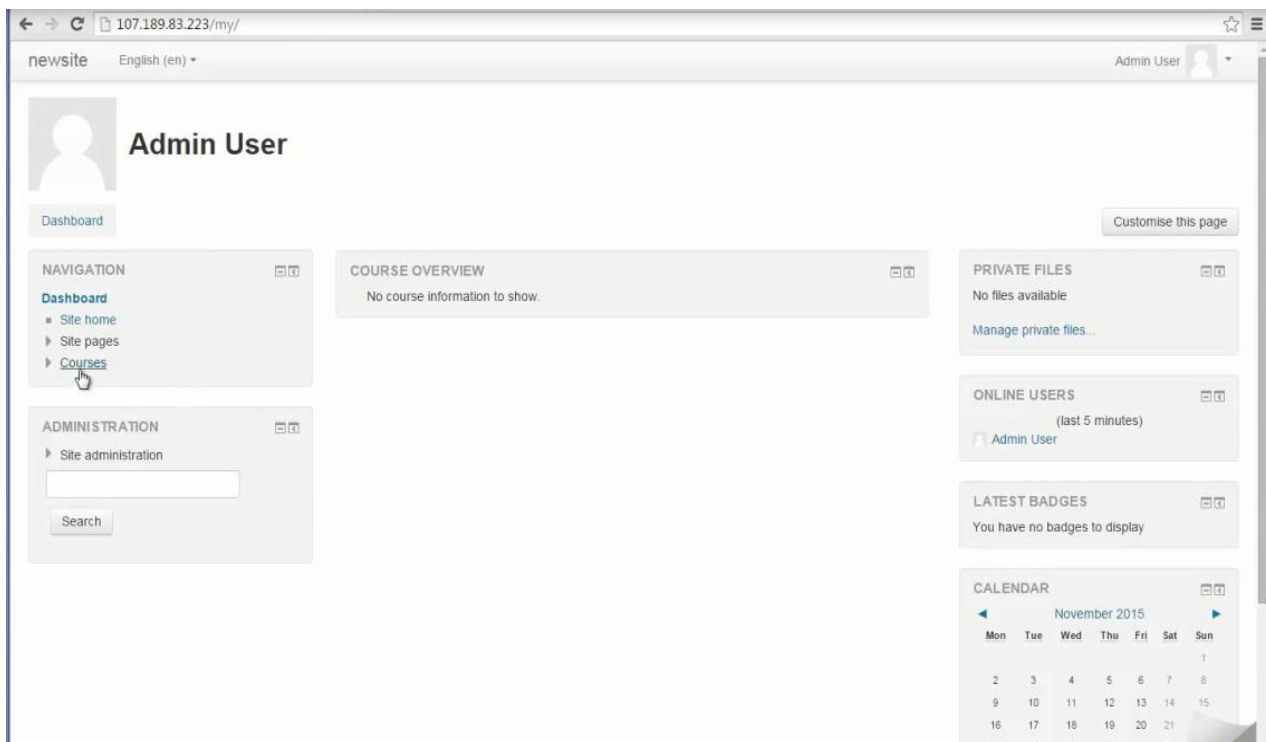 107.189.83.223/my/
newsite English (en)
Admin User
Admin User
Dashboard
Customise this page
NAVIGATION
Dashboard
Site home
Site pages
Courses
ADMINISTRATION
Site administration
Search
COURSE OVERVIEW
No course information to show.
PRIVATE FILES
No files available
Manage private files...
ONLINE USERS
(last 5 minutes)
Admin User
LATEST BADGES
You have no badges to display
CALENDAR
◄ November 2015 ►
Mon Tue Wed Thu Fri Sat Sun
1
2 3 4 5 6 7 8
9 10 11 12 13 14 15
16 17 18 19 20 21